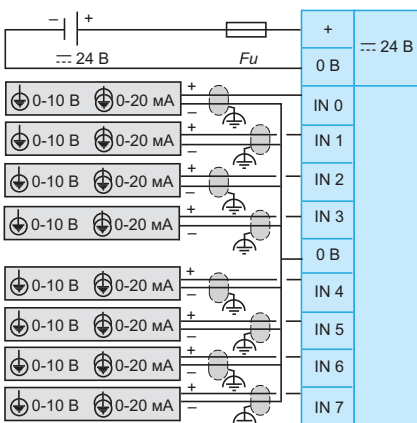 − +
+
⎓ 24 В
⎓ 24 В Fu
0 В
0-10 В 0-20 мА + −
IN 0
0-10 В 0-20 мА + −
IN 1
0-10 В 0-20 мА + −
IN 2
0-10 В 0-20 мА + −
IN 3
0 В
0-10 В 0-20 мА + −
IN 4
0-10 В 0-20 мА + −
IN 5
0-10 В 0-20 мА + −
IN 6
0-10 В 0-20 мА + −
IN 7